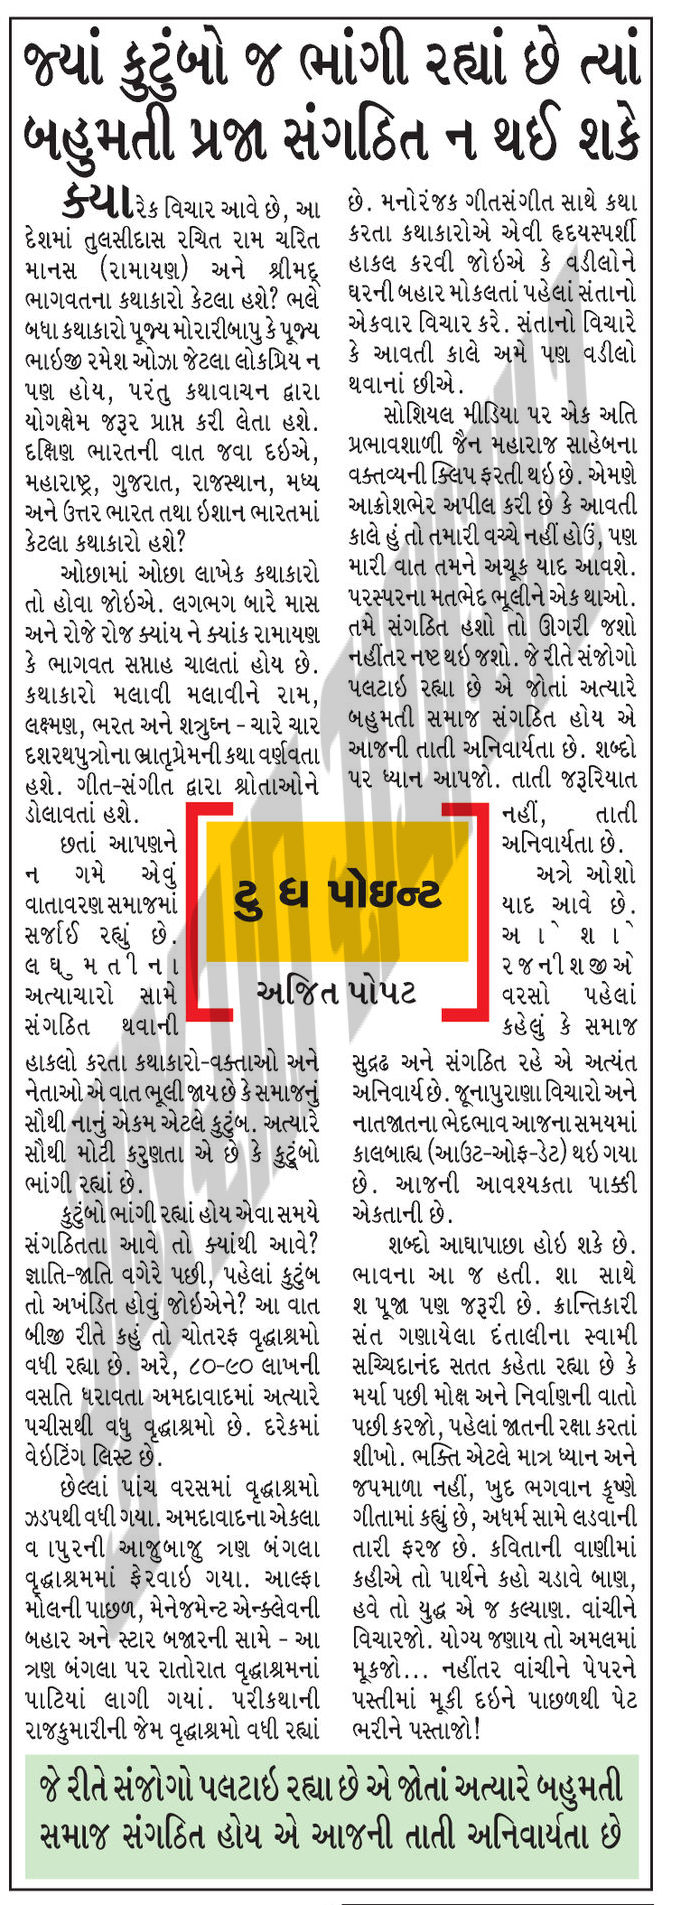 જ્યાં કુટુંબો જ ભાંગી રહ્યાં છે ત્યાં
બહુમતી પ્રજા સંગઠિત ન થઈ શકે
ક્યારેક વિચાર આવે છે, આ
દેશમાં તુલસીદાસ રચિત રામ ચરિત
માનસ (રામાયણ) અને શ્રીમદ્
ભાગવતના કથાકારો કેટલા હશે? ભલે
બધા કથાકારો પૂજ્ય મોરારીબાપુ કે પૂજ્ય
ભાઇજી રમેશ ઓઝા જેટલા લોકપ્રિય ન
પણ હોય, પરંતુ કથાવાચન દ્વારા
યોગક્ષેમ જરૂર પ્રાપ્ત કરી લેતા હશે.
દક્ષિણ ભારતની વાત જવા દઇએ,
મહારાષ્ટ્ર, ગુજરાત, રાજસ્થાન, મધ્ય
અને ઉત્તર ભારત તથા ઇશાન ભારતમાં
કેટલા કથાકારો હશે?
ઓછામાં ઓછા લાખેક કથાકારો
તો હોવા જોઇએ. લગભગ બારે માસ
અને રોજે રોજ ક્યાંય ને ક્યાંક રામાયણ
કે ભાગવત સપ્તાહ ચાલતાં હોય છે.
કથાકારો મલાવી મલાવીને રામ,
લક્ષ્મણ, ભરત અને શત્રુઘ્ન - ચારે ચાર
દશરથપુત્રોના ભ્રાતૃપ્રેમની કથા વર્ણવતા
હશે. ગીત-સંગીત દ્વારા શ્રોતાઓને
ડોલાવતાં હશે.
છતાં આપણને
ન ગમે એવું
વાતાવરણ સમાજમાં
સર્જાઈ રહ્યું છે.
લઘુમતીના
અત્યાચારો સામે
સંગઠિત થવાની
હાકલો કરતા કથાકારો-વક્તાઓ અને
નેતાઓ એ વાત ભૂલી જાય છે કે સમાજનું
સૌથી નાનું એકમ એટલે કુટુંબ. અત્યારે
સૌથી મોટી કરુણતા એ છે કે કુટુંબો
ભાંગી રહ્યાં છે.
કુટુંબો ભાંગી રહ્યાં હોય એવા સમયે
સંગઠિતતા આવે તો ક્યાંથી આવે?
જ્ઞાતિ-જાતિ વગેરે પછી, પહેલાં કુટુંબ
તો અખંડિત હોવું જોઇએને? આ વાત
બીજી રીતે કહું તો ચોતરફ વૃદ્ધાશ્રમો
વધી રહ્યા છે. અરે, ૮૦-૯૦ લાખની
વસતિ ધરાવતા અમદાવાદમાં અત્યારે
પચીસથી વધુ વૃદ્ધાશ્રમો છે. દરેકમાં
વેઇટિંગ લિસ્ટ છે.
છેલ્લાં પાંચ વરસમાં વૃદ્ધાશ્રમો
ઝડપથી વધી ગયા. અમદાવાદના એકલા
વાપુરની આજુબાજુ ત્રણ બંગલા
વૃદ્ધાશ્રમમાં ફેરવાઇ ગયા. આલ્ફા
મોલની પાછળ, મેનેજમેન્ટ એન્ક્લેવની
બહાર અને સ્ટાર બજારની સામે - આ
ત્રણ બંગલા પર રાતોરાત વૃદ્ધાશ્રમનાં
પાટિયાં લાગી ગયાં. પરીકથાની
રાજકુમારીની જેમ વૃદ્ધાશ્રમો વધી રહ્યાં
છે. મનોરંજક ગીતસંગીત સાથે કથા
કરતા કથાકારોએ એવી હૃદયસ્પર્શી
હાકલ કરવી જોઇએ કે વડીલોને
ઘરની બહાર મોકલતાં પહેલાં સંતાનો
એકવાર વિચાર કરે. સંતાનો વિચારે
કે આવતી કાલે અમે પણ વડીલો
થવાનાં છીએ.
સોશિયલ મીડિયા પર એક અતિ
પ્રભાવશાળી જૈન મહારાજ સાહેબના
વક્તવ્યની ક્લિપ ફરતી થઇ છે. એમણે
આક્રોશભેર અપીલ કરી છે કે આવતી
કાલે હું તો તમારી વચ્ચે નહીં હોઉં, પણ
મારી વાત તમને અચૂક યાદ આવશે.
પરસ્પરના મતભેદ ભૂલીને એક થાઓ.
તમે સંગઠિત હશો તો ઊગરી જશો
નહીંતર નષ્ટ થઇ જશો. જે રીતે સંજોગો
પલટાઇ રહ્યા છે એ જોતાં અત્યારે
બહુમતી સમાજ સંગઠિત હોય એ
આજની તાતી અનિવાર્યતા છે. શબ્દો
પર ધ્યાન આપજો. તાતી જરૂરિયાત
નહીં, તાતી
અનિવાર્યતા છે.
અત્રે ઓશો
યાદ આવે છે.
ઓશો
રજનીશજીએ
વરસો પહેલાં
કહેલું કે સમાજ
સુદ્રઢ અને સંગઠિત રહે એ અત્યંત
અનિવાર્ય છે. જૂનાપુરાણા વિચારો અને
નાતજાતના ભેદભાવ આજના સમયમાં
કાલબાહ્ય (આઉટ-ઓફ-ડેટ) થઇ ગયા
છે. આજની આવશ્યકતા પાક્કી
એકતાની છે.
શબ્દો આઘાપાછા હોઇ શકે છે.
ભાવના આ જ હતી. શા સાથે
શ પૂજા પણ જરૂરી છે. ક્રાન્તિકારી
સંત ગણાયેલા દંતાલીના સ્વામી
સચ્ચિદાનંદ સતત કહેતા રહ્યા છે કે
મર્યા પછી મોક્ષ અને નિર્વાણની વાતો
પછી કરજો, પહેલાં જાતની રક્ષા કરતાં
શીખો. ભક્તિ એટલે માત્ર ધ્યાન અને
જપમાળા નહીં, ખુદ ભગવાન કૃષ્ણે
ગીતામાં કહ્યું છે, અધર્મ સામે લડવાની
તારી ફરજ છે. કવિતાની વાણીમાં
કહીએ તો પાર્થને કહો ચડાવે બાણ,
હવે તો યુદ્ધ એ જ કલ્યાણ. વાંચીને
વિચારજો. યોગ્ય જણાય તો અમલમાં
મૂકજો... નહીંતર વાંચીને પેપરને
પસ્તીમાં મૂકી દઇને પાછળથી પેટ
ભરીને પસ્તાજો!
ટુ ધ પોઇન્ટ
અજિત પોપટ
જે રીતે સંજોગો પલટાઇ રહ્યા છે એ જોતાં અત્યારે બહુમતી
સમાજ સંગઠિત હોય એ આજની તાતી અનિવાર્યતા છે